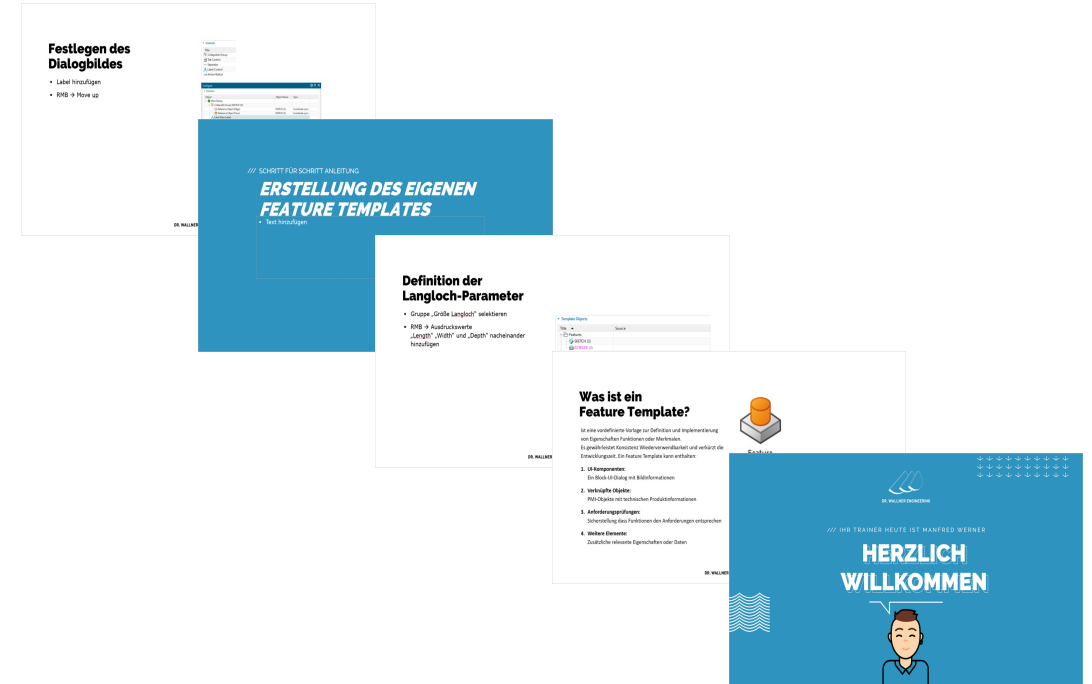 Festlegen des
Dialogbildes
• Label hinzufügen
• RMB → Move up
DR. WALLNER
/// SCHRITT FÜR SCHRITT ANLEITUNG
ERSTELLUNG DES EIGENEN
FEATURE TEMPLATES
• Text hinzufügen
Definition der
Langloch-Parameter
• Gruppe „Größe Langloch" selektieren
• RMB → Ausdruckswerte
„Length" „Width" und „Depth" nacheinander
hinzufügen
Template Objects
Title
Source
Features
SKETCH (1)
DR. WALLNER
Was ist ein
Feature Template?
Ist eine vordefinierte Vorlage zur Definition und Implementierung
von Eigenschaften Funktionen oder Merkmalen.
Es gewährleistet Konsistenz Wiederverwendbarkeit und verkürzt die
Entwicklungszeit. Ein Feature Template kann enthalten:
1. UI-Komponenten:
Ein Block-UI-Dialog mit Bildinformationen
2. Verknüpfte Objekte:
PMI-Objekte mit technischen Produktinformationen
3. Anforderungsprüfungen:
Sicherstellung dass Funktionen den Anforderungen entsprechen
4. Weitere Elemente:
Zusätzliche relevante Eigenschaften oder Daten
Feature
DR. WALLNER
DR. WALLNER ENGINEERING
/// IHR TRAINER HEUTE IST MANFRED WERNER
HERZLICH
WILLKOMMEN